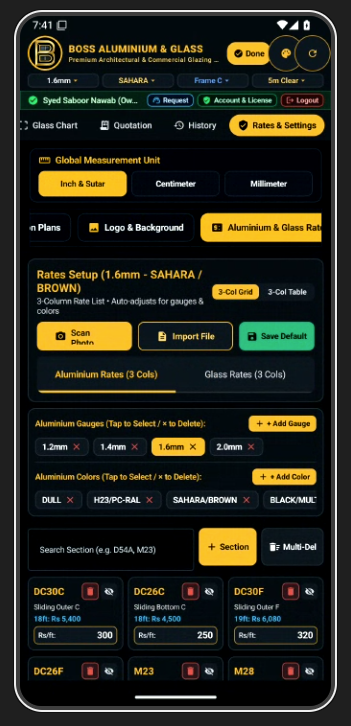 7:41
BOSS ALUMINIUM & GLASS
Premium Architectural & Commercial Glazing ...
Done
1.6mm
SAHARA
Frame C
5m Clear
Syed Saboor Nawab (Ow...
Request
Account & License
Logout
Glass Chart
Quotation
History
Rates & Settings
Global Measurement Unit
Inch & Sutar
Centimeter
Millimeter
n Plans
Logo & Background
Aluminium & Glass Rate
Rates Setup (1.6mm - SAHARA /
BROWN)
3-Column Rate List • Auto-adjusts for gauges &
colors
3-Col Grid
3-Col Table
Scan
Photo
Import File
Save Default
Aluminium Rates (3 Cols)
Glass Rates (3 Cols)
Aluminium Gauges (Tap to Select / × to Delete):
+ + Add Gauge
1.2mm ×
1.4mm ×
1.6mm ×
2.0mm ×
Aluminium Colors (Tap to Select / × to Delete):
+ + Add Color
DULL ×
H23/PC-RAL ×
SAHARA/BROWN ×
BLACK/MULT
Search Section (e.g. D54A, M23)
+ Section
Multi-Del
DC30C
Sliding Outer C
18ft: Rs 5,400
Rs/ft: 300
DC26C
Sliding Bottom C
18ft: Rs 4,500
Rs/ft: 250
DC30F
Sliding Outer F
19ft: Rs 6,080
Rs/ft: 320
DC26F
M23
M28